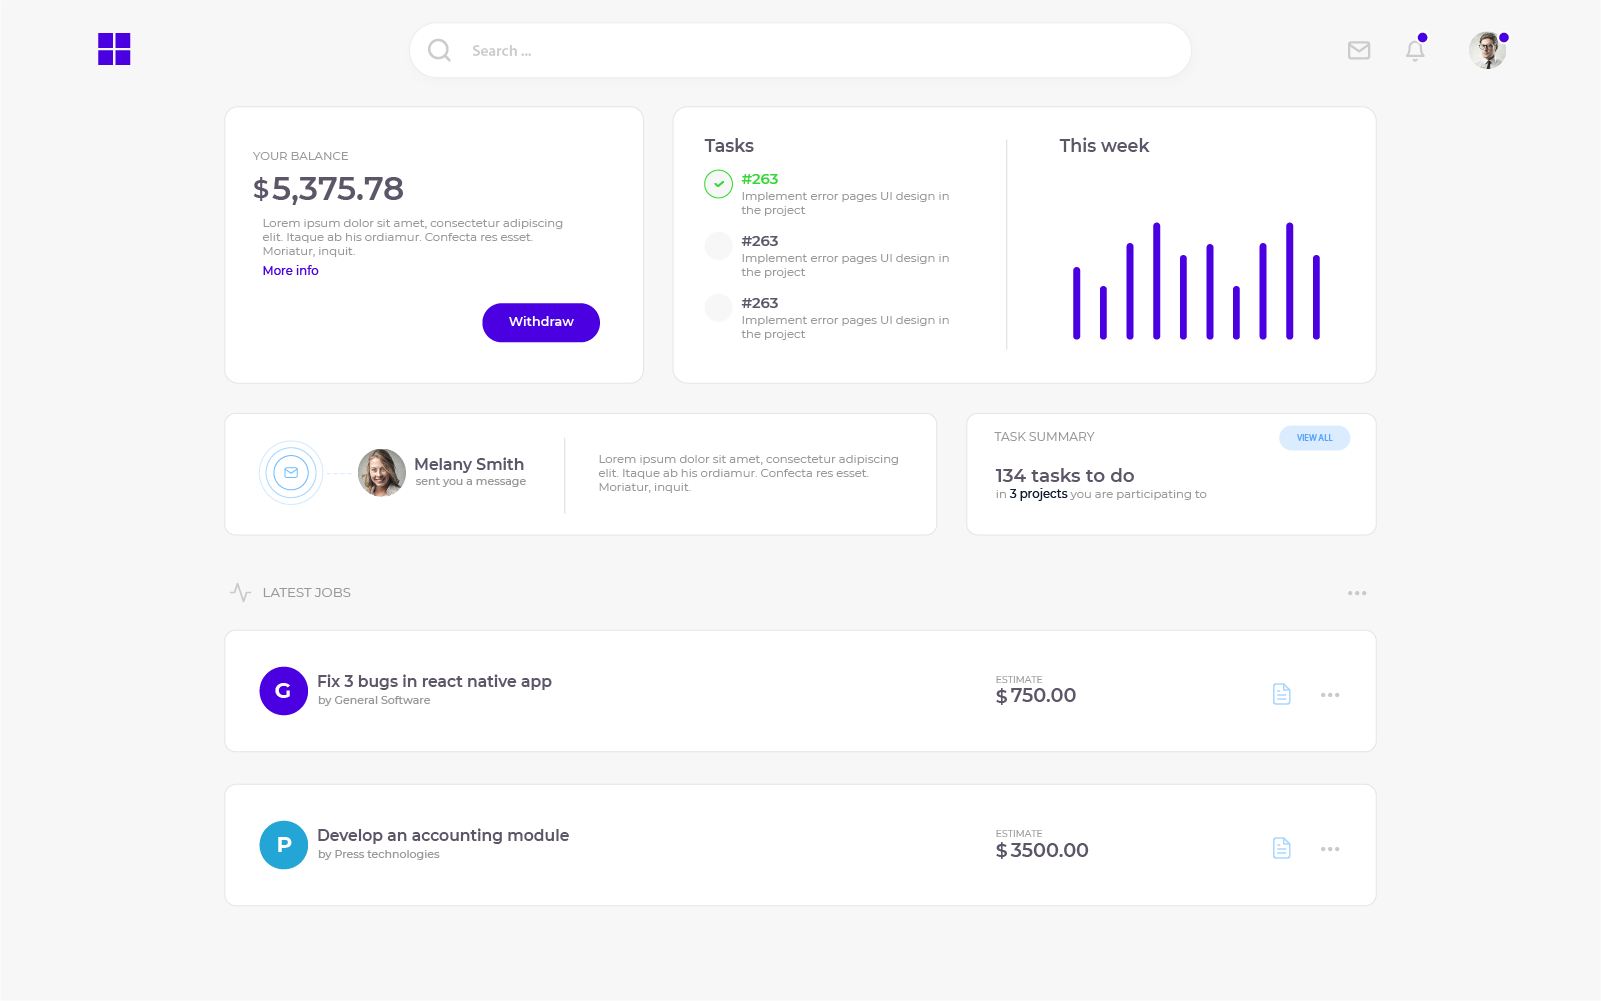 Search ...
YOUR BALANCE
$5,375.78
Lorem ipsum dolor sit amet, consectetur adipiscing
elit. Itaque ab his ordiamur. Confecta res esset.
Moriatur, inquit.
More info
Withdraw
Tasks
#263
Implement error pages UI design in
the project
#263
Implement error pages UI design in
the project
#263
Implement error pages UI design in
the project
This week
Melany Smith
sent you a message
Lorem ipsum dolor sit amet, consectetur adipiscing
elit. Itaque ab his ordiamur. Confecta res esset.
Moriatur, inquit.
TASK SUMMARY
VIEW ALL
134 tasks to do
in 3 projects you are participating to
LATEST JOBS
G
Fix 3 bugs in react native app
by General Software
ESTIMATE
$750.00
P
Develop an accounting module
by Press technologies
ESTIMATE
$3500.00